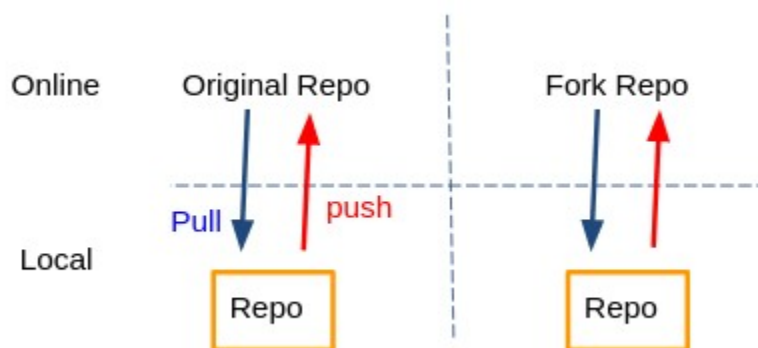 Online
Original Repo
Fork Repo
Pull
push
Local
Repo
Repo